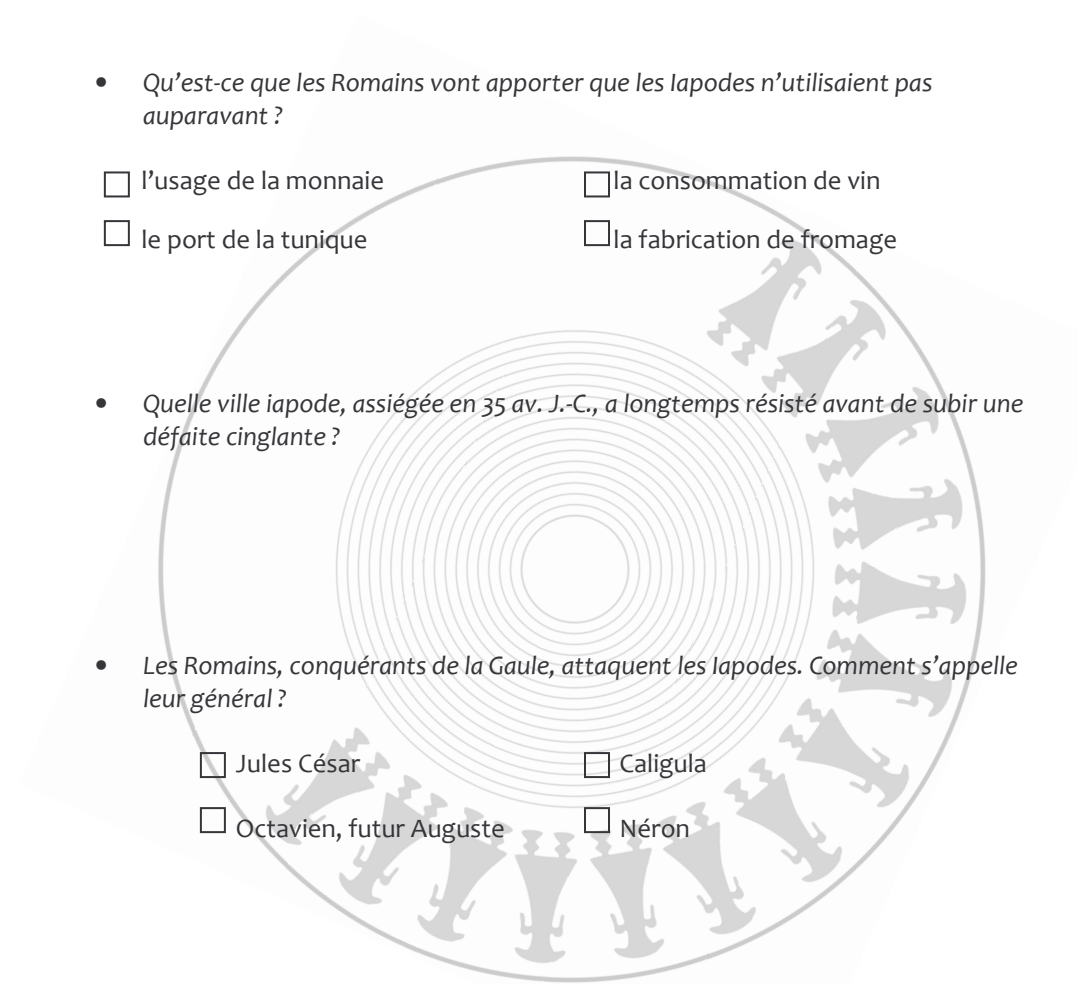 • Qu’est-ce que les Romains vont apporter que les Iapodes n’utilisaient pas
auparavant ?
☐ l’usage de la monnaie ☐ la consommation de vin
☐ le port de la tunique ☐ la fabrication de fromage
• Quelle ville iapode, assiégée en 35 av. J.-C., a longtemps résisté avant de subir une
défaite cinglante ?
• Les Romains, conquérants de la Gaule, attaquent les Iapodes. Comment s’appelle
leur général ?
☐ Jules César ☐ Caligula
☐ Octavien, futur Auguste ☐ Néron